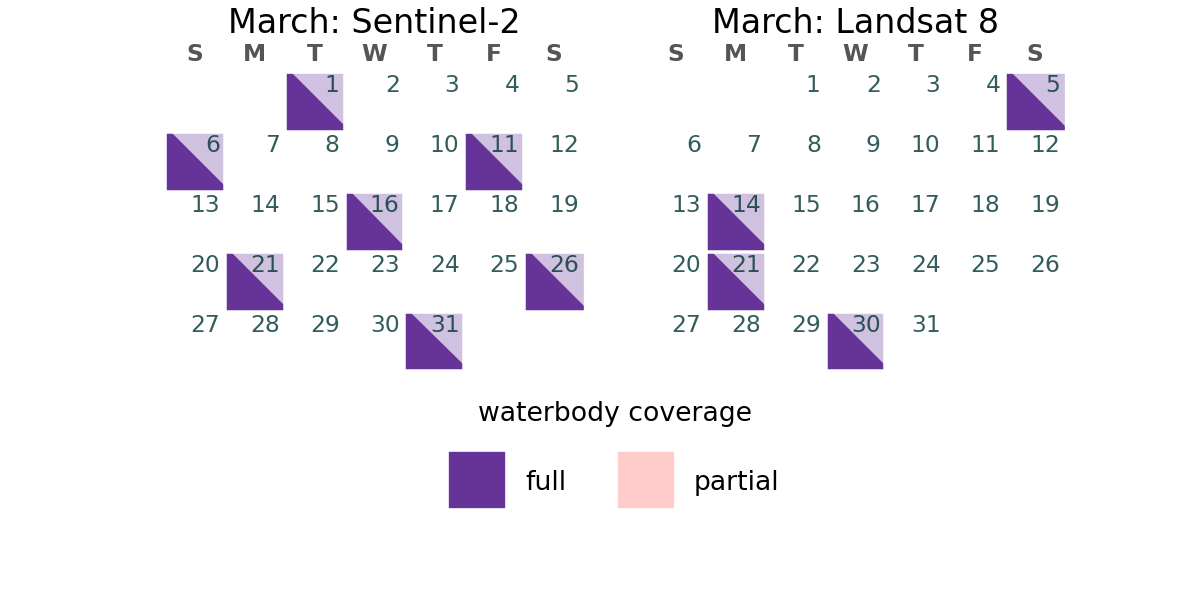 March: Sentinel-2
S M T W T F S
1 2 3 4 5
6 7 8 9 10 11 12
13 14 15 16 17 18 19
20 21 22 23 24 25 26
27 28 29 30 31
March: Landsat 8
S M T W T F S
1 2 3 4 5
6 7 8 9 10 11 12
13 14 15 16 17 18 19
20 21 22 23 24 25 26
27 28 29 30 31
waterbody coverage
full
partial